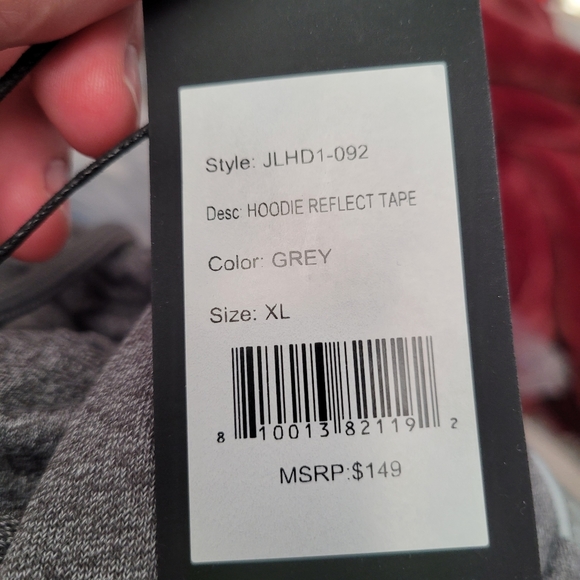 Style: JLHD1-092
Desc: HOODIE REFLECT TAPE
Color: GREY
Size: XL
8 10013 82119 2
MSRP:$149